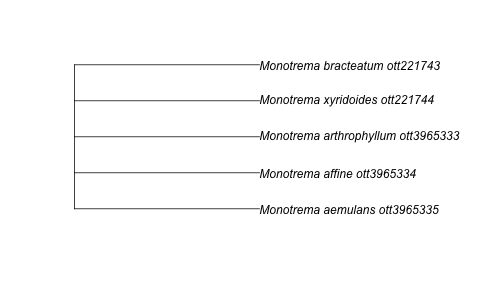 Monotrema bracteatum ott221743
Monotrema xyridoides ott221744
Monotrema arthrophyllum ott3965333
Monotrema affine ott3965334
Monotrema aemulans ott3965335